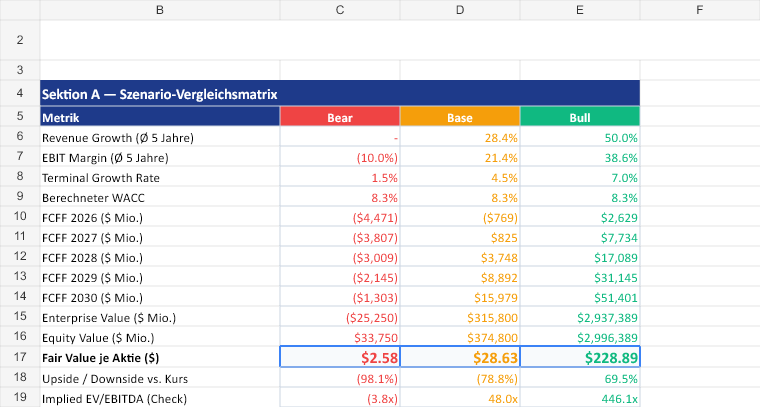 B C D E F
2
3
4 Sektion A — Szenario-Vergleichsmatrix
5 Metrik Bear Base Bull
6 Revenue Growth (Ø 5 Jahre) - 28.4% 50.0%
7 EBIT Margin (Ø 5 Jahre) (10.0%) 21.4% 38.6%
8 Terminal Growth Rate 1.5% 4.5% 7.0%
9 Berechneter WACC 8.3% 8.3% 8.3%
10 FCFF 2026 ($ Mio.) ($4,471) ($769) $2,629
11 FCFF 2027 ($ Mio.) ($3,807) $825 $7,734
12 FCFF 2028 ($ Mio.) ($3,009) $3,748 $17,089
13 FCFF 2029 ($ Mio.) ($2,145) $8,892 $31,145
14 FCFF 2030 ($ Mio.) ($1,303) $15,979 $51,401
15 Enterprise Value ($ Mio.) ($25,250) $315,800 $2,937,389
16 Equity Value ($ Mio.) $33,750 $374,800 $2,996,389
17 Fair Value je Aktie ($) $2.58 $28.63 $228.89
18 Upside / Downside vs. Kurs (98.1%) (78.8%) 69.5%
19 Implied EV/EBITDA (Check) (3.8x) 48.0x 446.1x